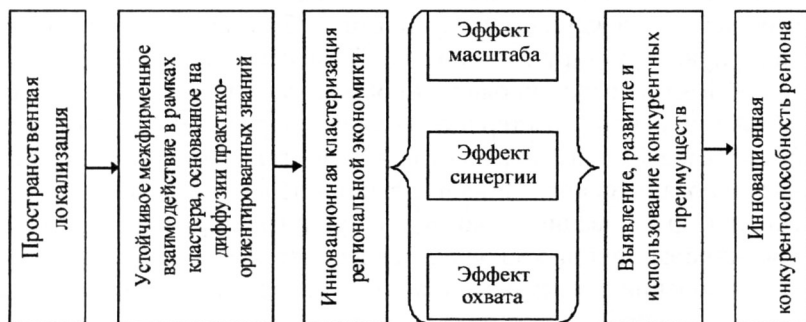 Пространственная
локализация
Устойчивое межфирменное
взаимодействие в рамках
кластера, основанное на
диффузии практико-
ориентированных знаний
Инновационная кластеризация
региональной экономики
Эффект
масштаба
Эффект
синергии
Эффект
охвата
Выявление, развитие и
использование конкурентных
преимуществ
Инновационная
конкурентоспособность региона